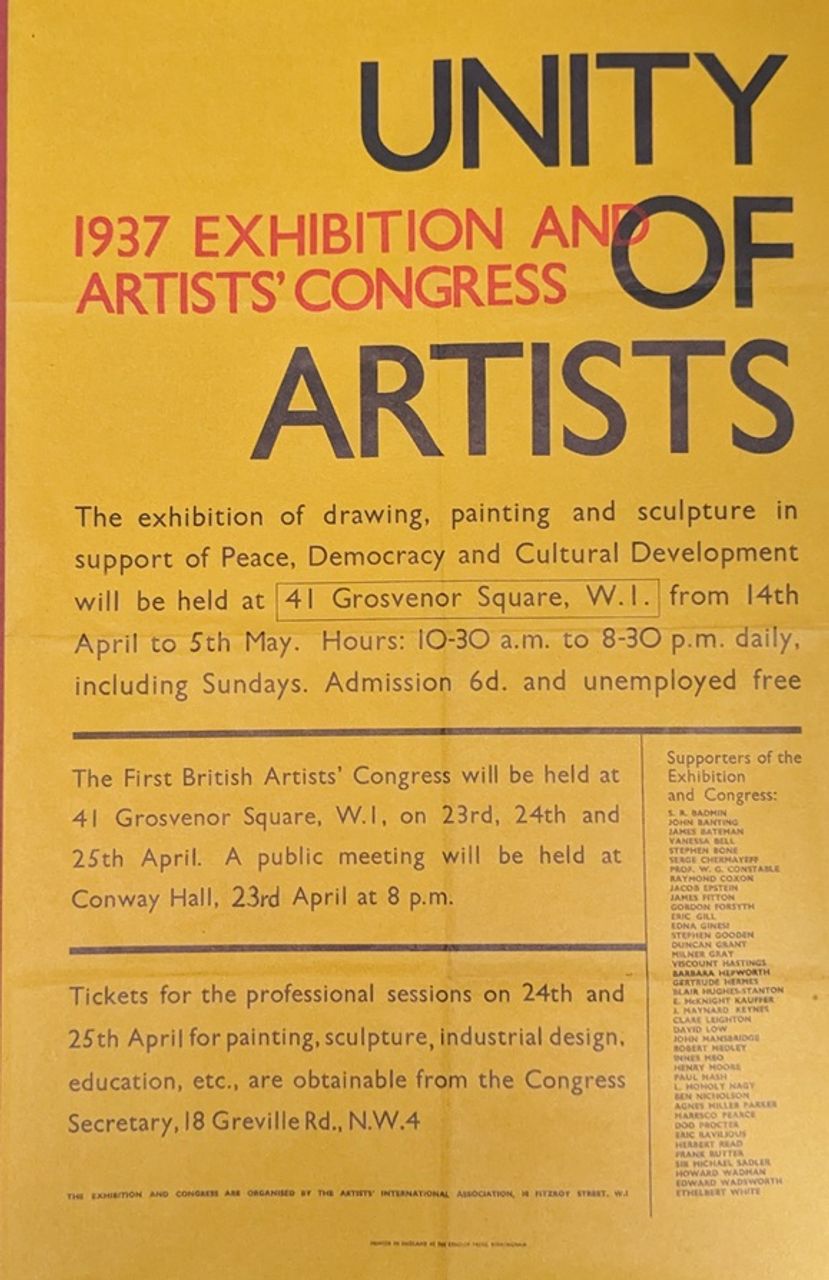 UNITY
1937 EXHIBITION AND
OF
ARTISTS' CONGRESS
ARTISTS
The exhibition of drawing, painting and sculpture in
support of Peace, Democracy and Cultural Development
will be held at 41 Grosvenor Square, W.1. from 14th
April to 5th May. Hours: 10-30 a.m. to 8-30 p.m. daily,
including Sundays. Admission 6d. and unemployed free
The First British Artists' Congress will be held at
41 Grosvenor Square, W.1, on 23rd, 24th and
25th April. A public meeting will be held at
Conway Hall, 23rd April at 8 p.m.
Tickets for the professional sessions on 24th and
25th April for painting, sculpture, industrial design,
education, etc., are obtainable from the Congress
Secretary, 18 Greville Rd., N.W.4
Supporters of the
Exhibition
and Congress:
S. R. BADMIN
JOHN BANTING
JAMES BATEMAN
VANESSA BELL
STEPHEN BONE
SERGE CHERMAYEFF
PROF. W. G. CONSTABLE
RAYMOND COXON
JACOB EPSTEIN
JAMES FITTON
GORDON FORSYTH
ERIC GILL
EDNA GINESI
STEPHEN GOODEN
DUNCAN GRANT
MILNER GRAY
VISCOUNT HASTINGS
BARBARA HEPWORTH
GERTRUDE HERMES
BLAIR HUGHES-STANTON
E. McKNIGHT KAUFFER
J. MAYNARD KEYNES
CLARE LEIGHTON
DAVID LOW
JOHN MANSBRIDGE
ROBERT MEDLEY
INNES MEO
HENRY MOORE
PAUL NASH
L. MOHOLY NAGY
BEN NICHOLSON
AGNES MILLER PARKER
MARESCO PEARCE
DOD PROCTER
ERIC RAVILIOUS
HERBERT READ
FRANK RUTTER
SIR MICHAEL SADLER
HOWARD WADMAN
EDWARD WADSWORTH
ETHELBERT WHITE
THE EXHIBITION AND CONGRESS ARE ORGANISED BY THE ARTISTS' INTERNATIONAL ASSOCIATION, FITZROY STREET, W.1
PRINTED IN ENGLAND AT THE PRESS, BIRMINGHAM